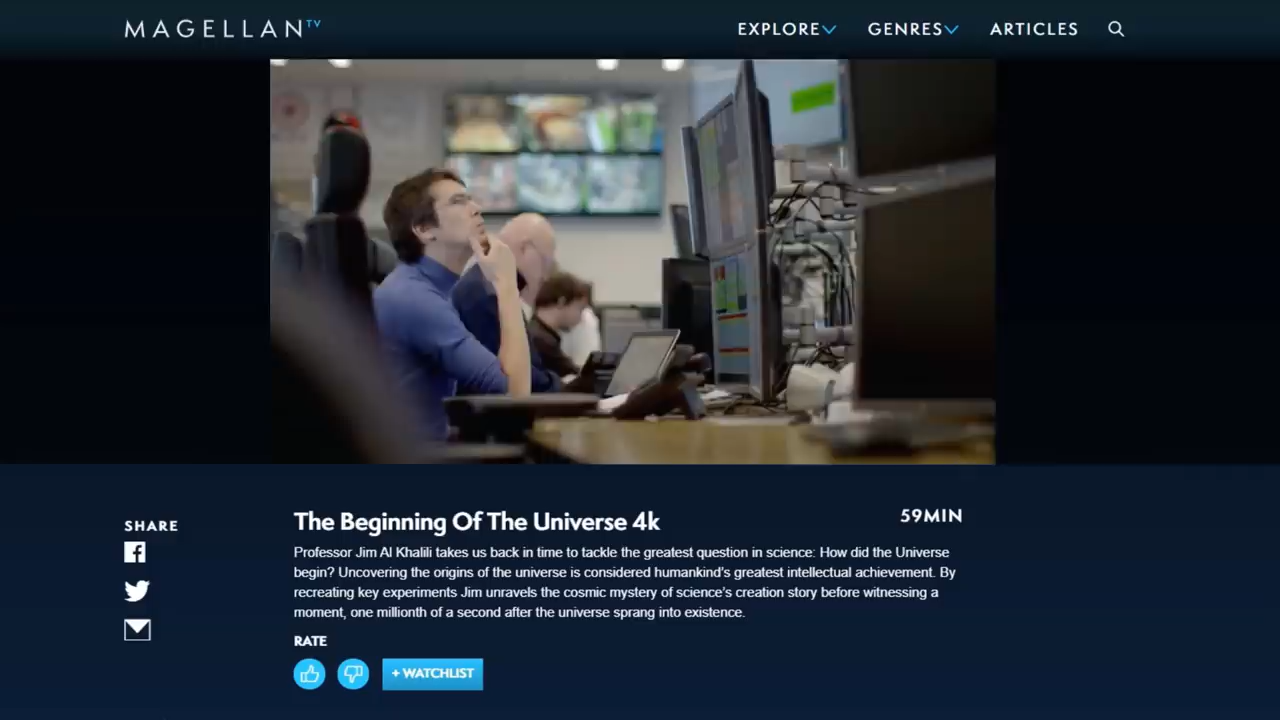 MAGELLANTV
EXPLORE
GENRES
ARTICLES
SHARE
The Beginning Of The Universe 4k
59MIN
Professor Jim Al Khalili takes us back in time to tackle the greatest question in science: How did the Universe
begin? Uncovering the origins of the universe is considered humankind's greatest intellectual achievement. By
recreating key experiments Jim unravels the cosmic mystery of science's creation story before witnessing a
moment, one millionth of a second after the universe sprang into existence.
RATE
+ WATCHLIST